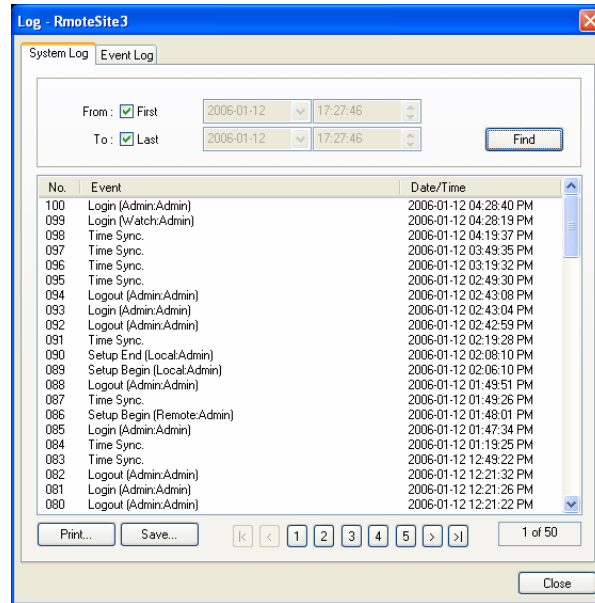 Log - RmoteSite3
System Log Event Log
From : First 2006-01-12 17:27:46
To : Last 2006-01-12 17:27:46
Find
No. Event Date/Time
100 Login (Admin:Admin) 2006-01-12 04:28:40 PM
099 Login (Watch:Admin) 2006-01-12 04:28:19 PM
098 Time Sync. 2006-01-12 04:19:37 PM
097 Time Sync. 2006-01-12 03:49:35 PM
096 Time Sync. 2006-01-12 03:19:32 PM
095 Time Sync. 2006-01-12 02:49:30 PM
094 Logout (Admin:Admin) 2006-01-12 02:43:08 PM
093 Login (Admin:Admin) 2006-01-12 02:43:04 PM
092 Logout (Admin:Admin) 2006-01-12 02:42:59 PM
091 Time Sync. 2006-01-12 02:19:28 PM
090 Setup End (Local:Admin) 2006-01-12 02:08:10 PM
089 Setup Begin (Local:Admin) 2006-01-12 02:06:10 PM
088 Logout (Admin:Admin) 2006-01-12 01:49:51 PM
087 Time Sync. 2006-01-12 01:49:26 PM
086 Setup Begin (Remote:Admin) 2006-01-12 01:48:01 PM
085 Login (Admin:Admin) 2006-01-12 01:47:34 PM
084 Time Sync. 2006-01-12 01:19:25 PM
083 Time Sync. 2006-01-12 12:49:22 PM
082 Logout (Admin:Admin) 2006-01-12 12:21:32 PM
081 Login (Admin:Admin) 2006-01-12 12:21:26 PM
080 Logout (Admin:Admin) 2006-01-12 12:21:22 PM
Print... Save... 1 2 3 4 5 1 of 50
Close